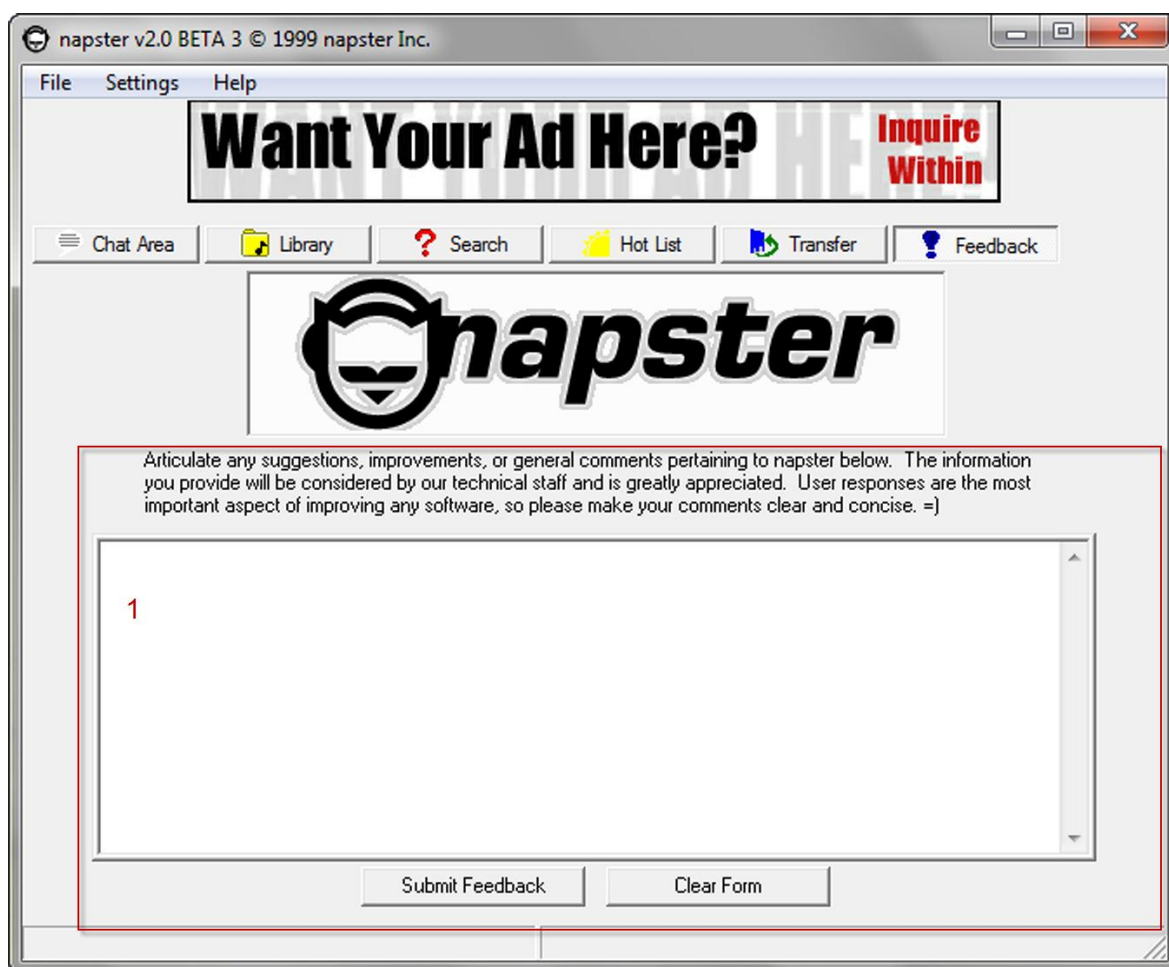 napster v2.0 BETA 3 © 1999 napster Inc.
File Settings Help
Want Your Ad Here? Inquire Within
Chat Area Library Search Hot List Transfer Feedback
napster
Articulate any suggestions, improvements, or general comments pertaining to napster below. The information
you provide will be considered by our technical staff and is greatly appreciated. User responses are the most
important aspect of improving any software, so please make your comments clear and concise. =)
1
Submit Feedback Clear Form